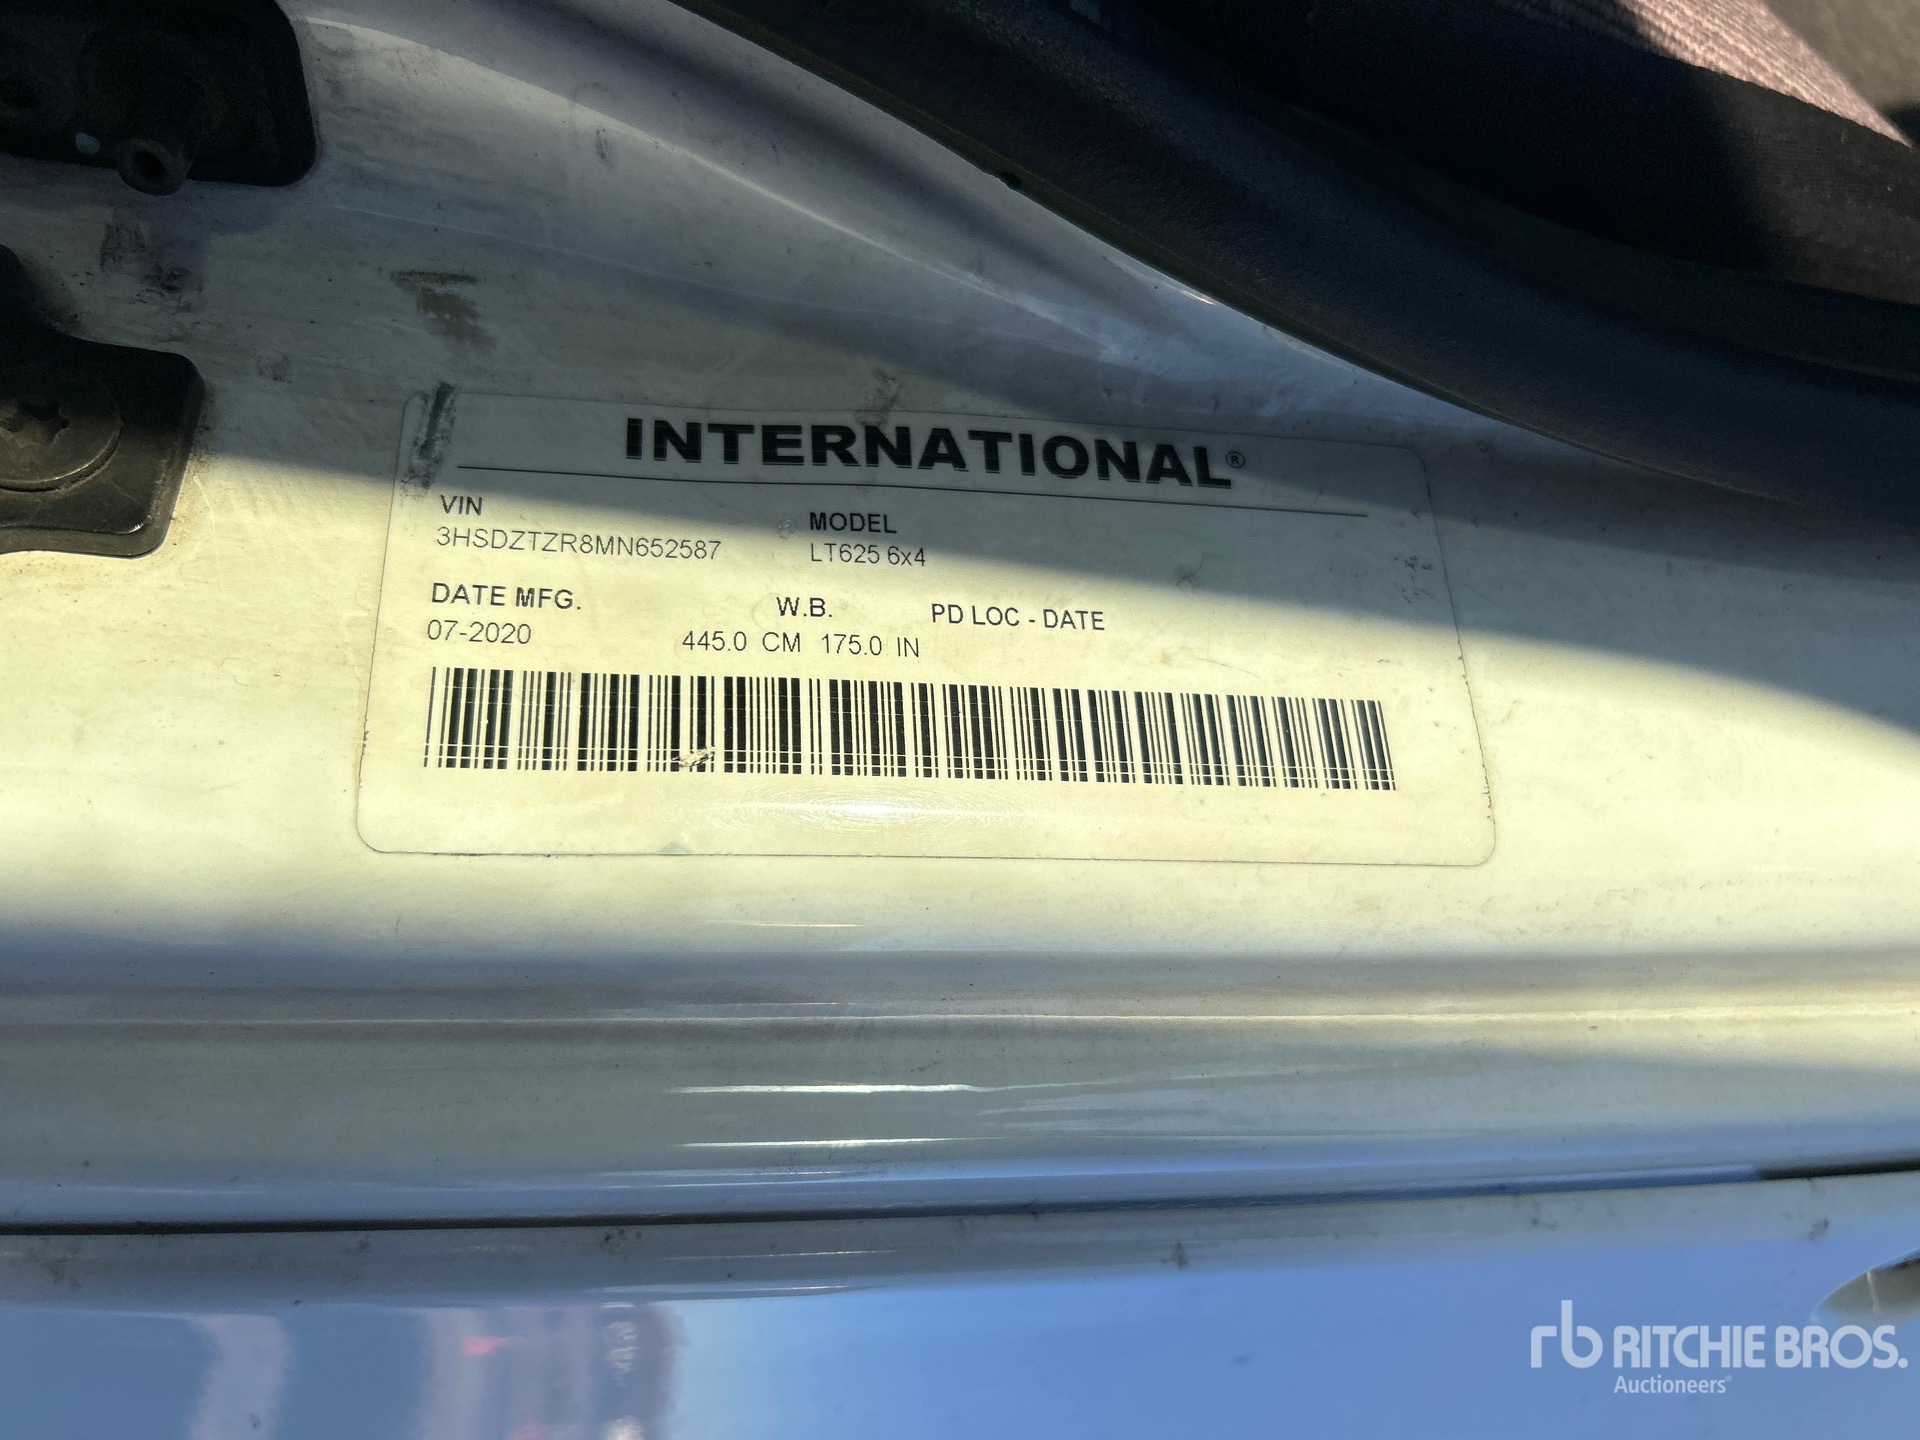 INTERNATIONAL®
VIN
3HSDZTZR8MN652587
MODEL
LT625 6x4
DATE MFG.
07-2020
W.B.
445.0 CM 175.0 IN
PD LOC - DATE
rb RITCHIE BROS.
Auctioneers®